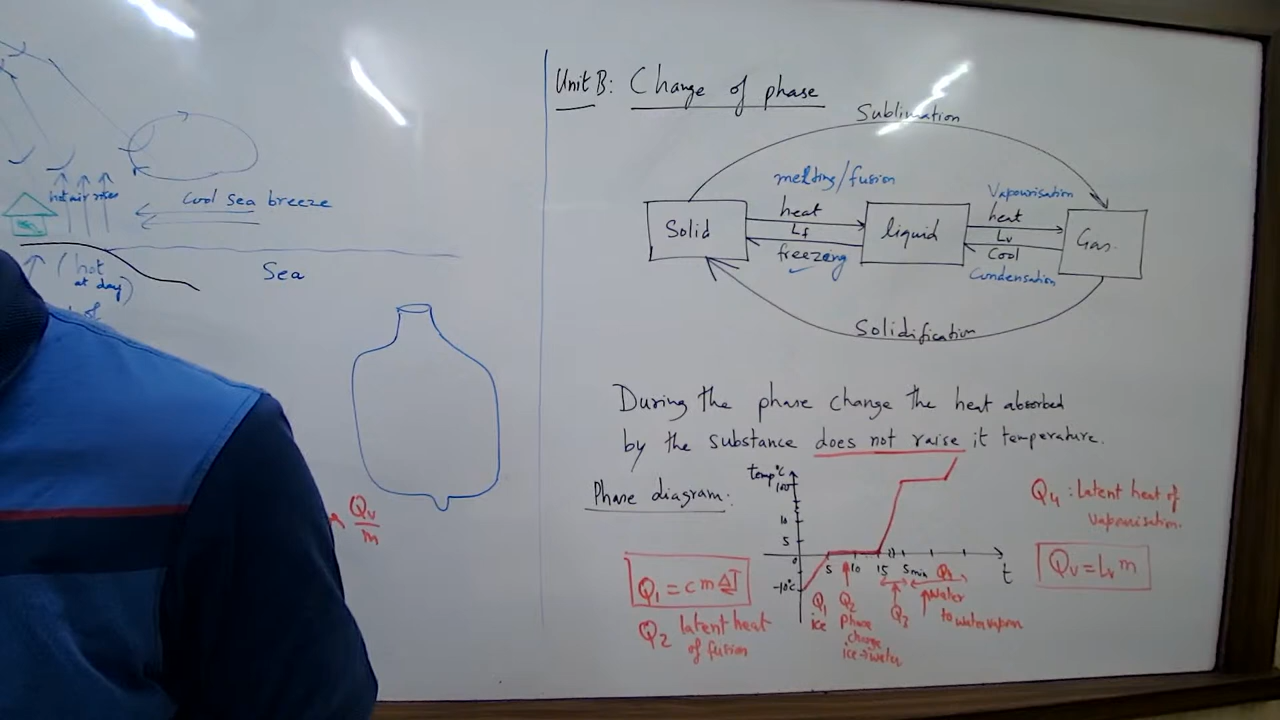 hot air rises
Cool Sea breeze
(hot
at day)
Sea
of
Qv
m
Unit B: Change of phase
Sublimation
melting/fusion
Vapourisation
Solid
heat
Lf
freezing
liquid
heat
Lv
Cool
Condensation
Gas
Solidification
During the phase change the heat absorbed
by the substance does not raise it temperature.
Phase diagram:
temp°c
100
10
5
0
-10°c
5 10 15 5min
t
Q1 = cm ΔT
Q2 latent heat
of fusion
Q1
ice
Q2
Phase
change
ice→water
Q3
water
to water vapour
Q4: latent heat of
vapourisation.
Qv = Lv m